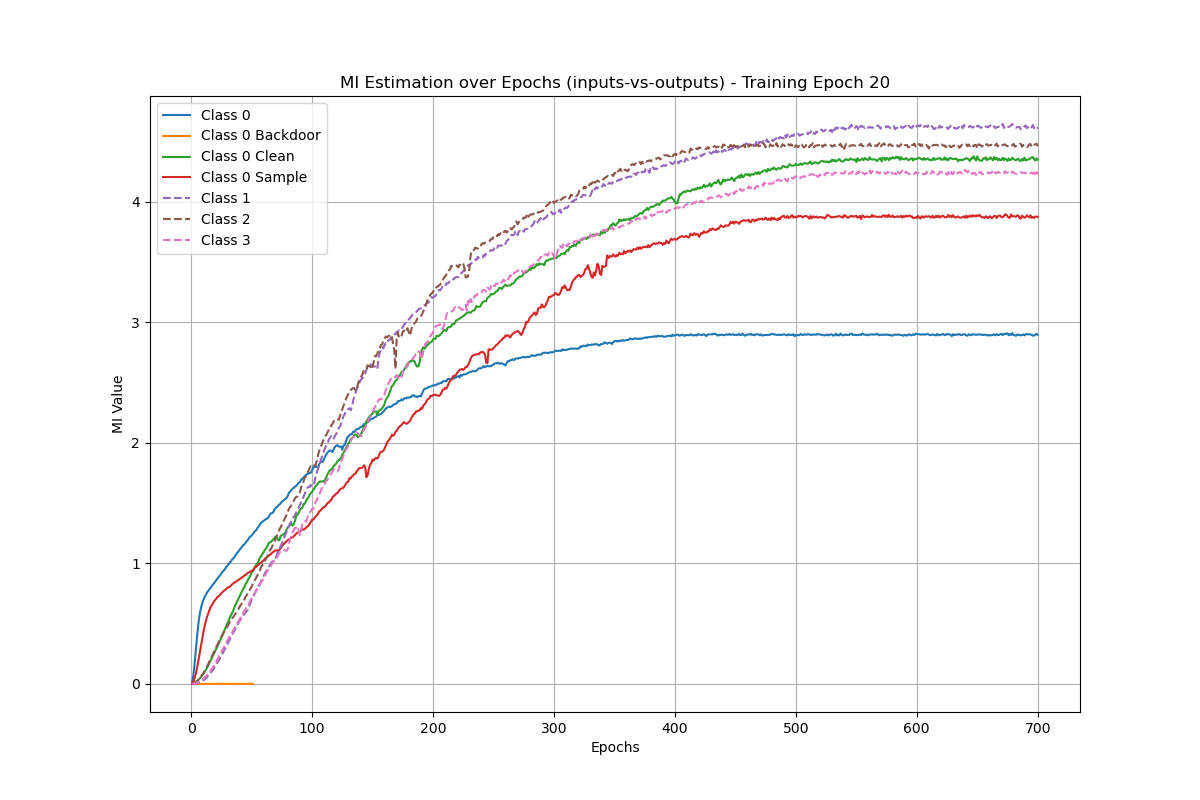 MI Estimation over Epochs (inputs-vs-outputs) - Training Epoch 20
Class 0
Class 0 Backdoor
Class 0 Clean
Class 0 Sample
Class 1
Class 2
Class 3
MI Value
4
3
2
1
0
0 100 200 300 400 500 600 700
Epochs